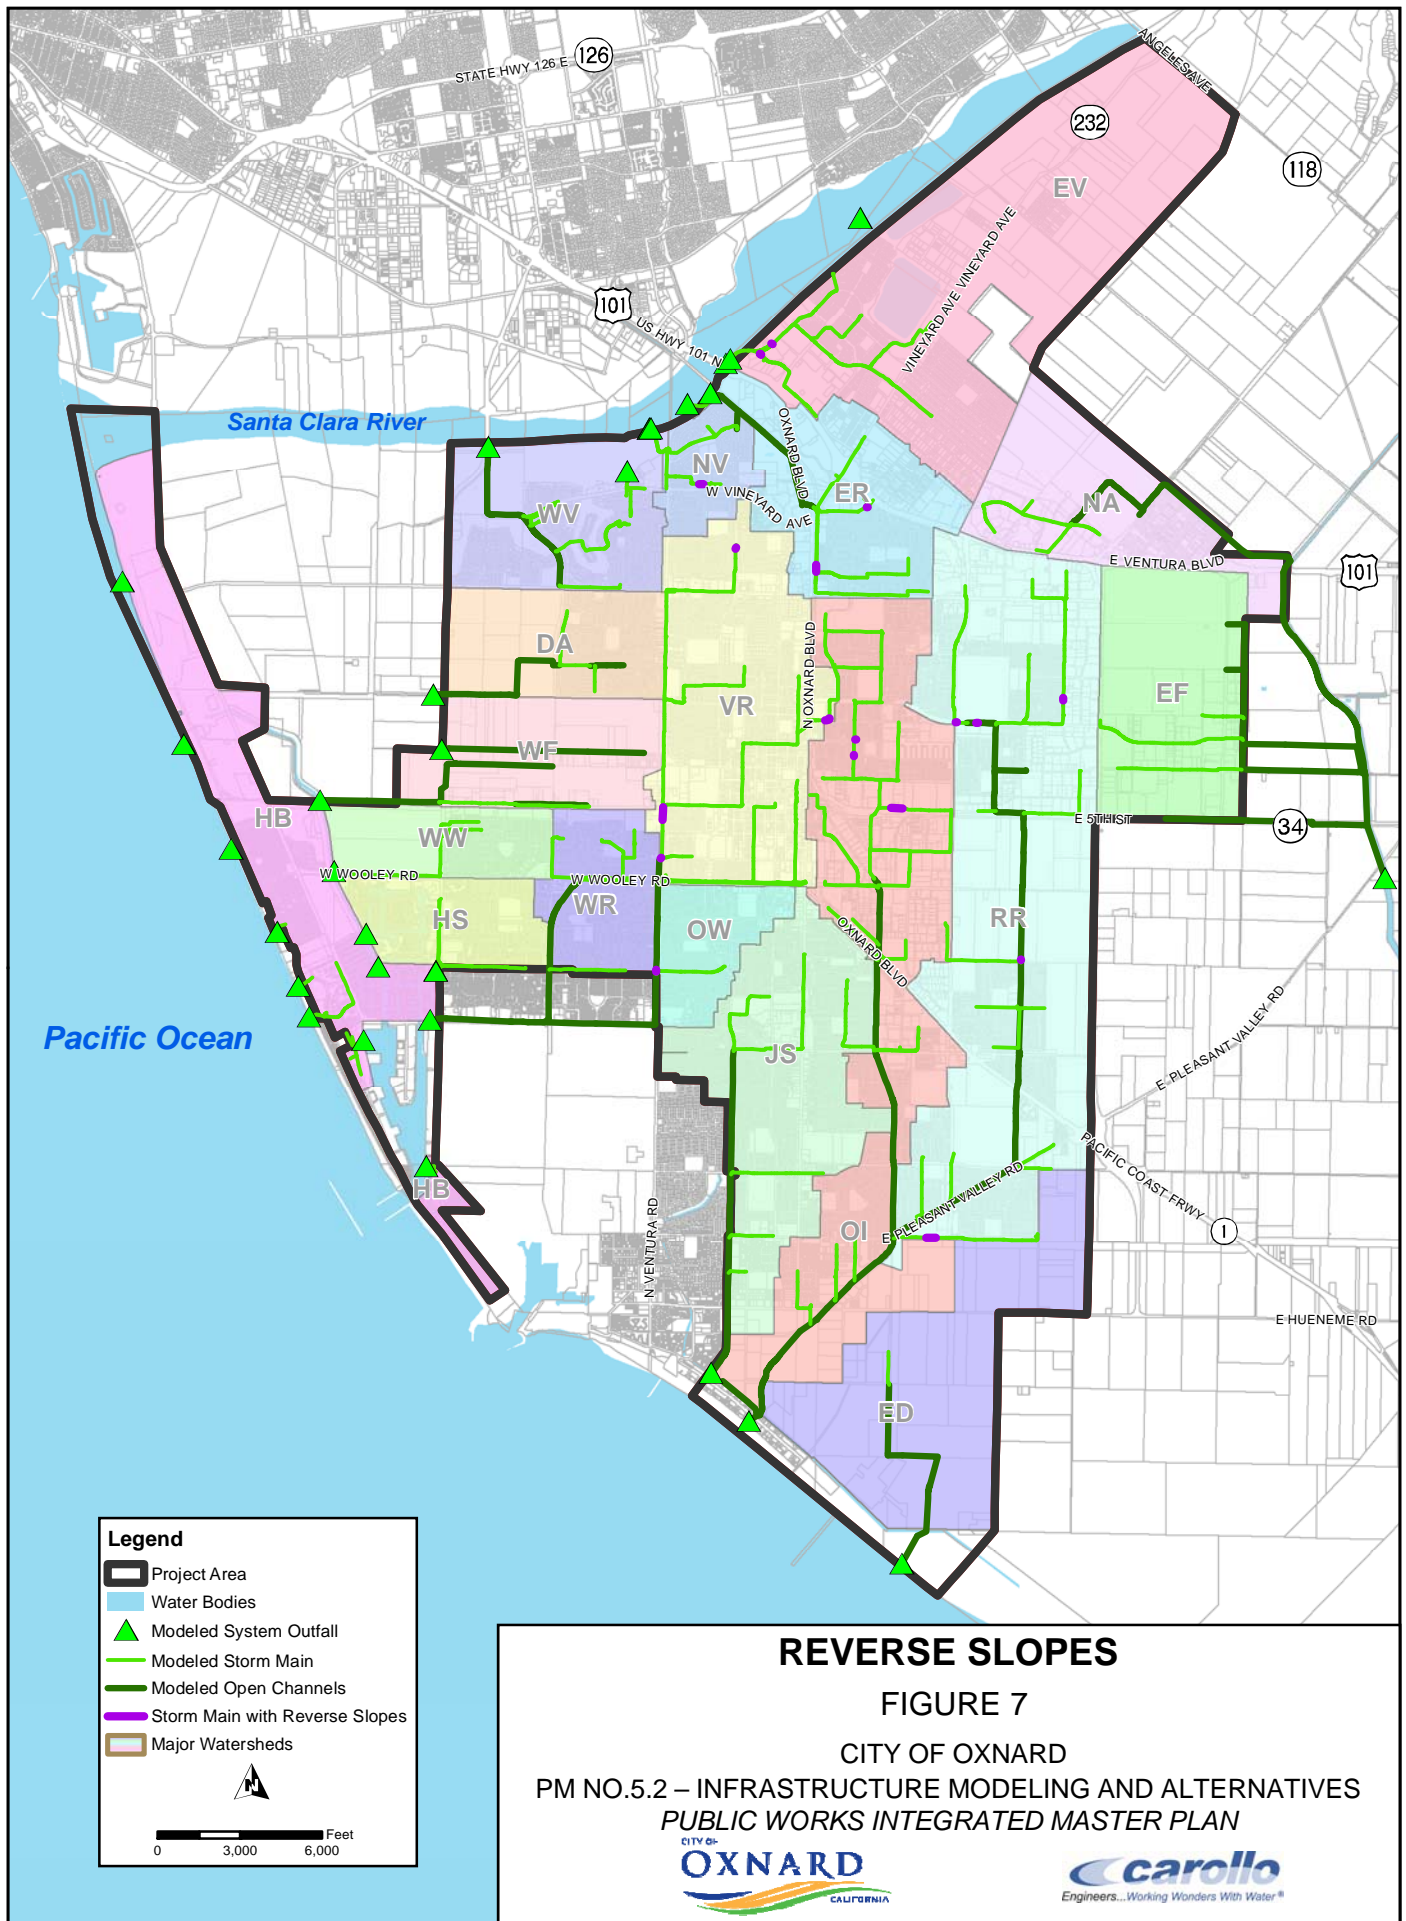 ANGELES AVE
STATE HWY 126 E
126
232
118
EV
VINEYARD AVE
VINEYARD AVE
101
US HWY 101 N
Santa Clara River
OXNARD BLVD
NV
W VINEYARD AVE
ER
NA
WV
E VENTURA BLVD
101
DA
N OXNARD BLVD
EF
VR
WF
HB
WW
E 5TH ST
34
W WOOLEY RD
W WOOLEY RD
WR
HS
OW
OXNARD BLVD
RR
Pacific Ocean
JS
E PLEASANT VALLEY RD
PACIFIC COAST FRWY
HB
E PLEASANT VALLEY RD
N VENTURA RD
OI
1
E HUENEME RD
ED
Legend
Project Area
Water Bodies
Modeled System Outfall
Modeled Storm Main
Modeled Open Channels
Storm Main with Reverse Slopes
Major Watersheds
N
Feet
0 3,000 6,000
REVERSE SLOPES
FIGURE 7
CITY OF OXNARD
PM NO.5.2 – INFRASTRUCTURE MODELING AND ALTERNATIVES
PUBLIC WORKS INTEGRATED MASTER PLAN
CITY OF
OXNARD
CALIFORNIA
carollo
Engineers...Working Wonders With Water®